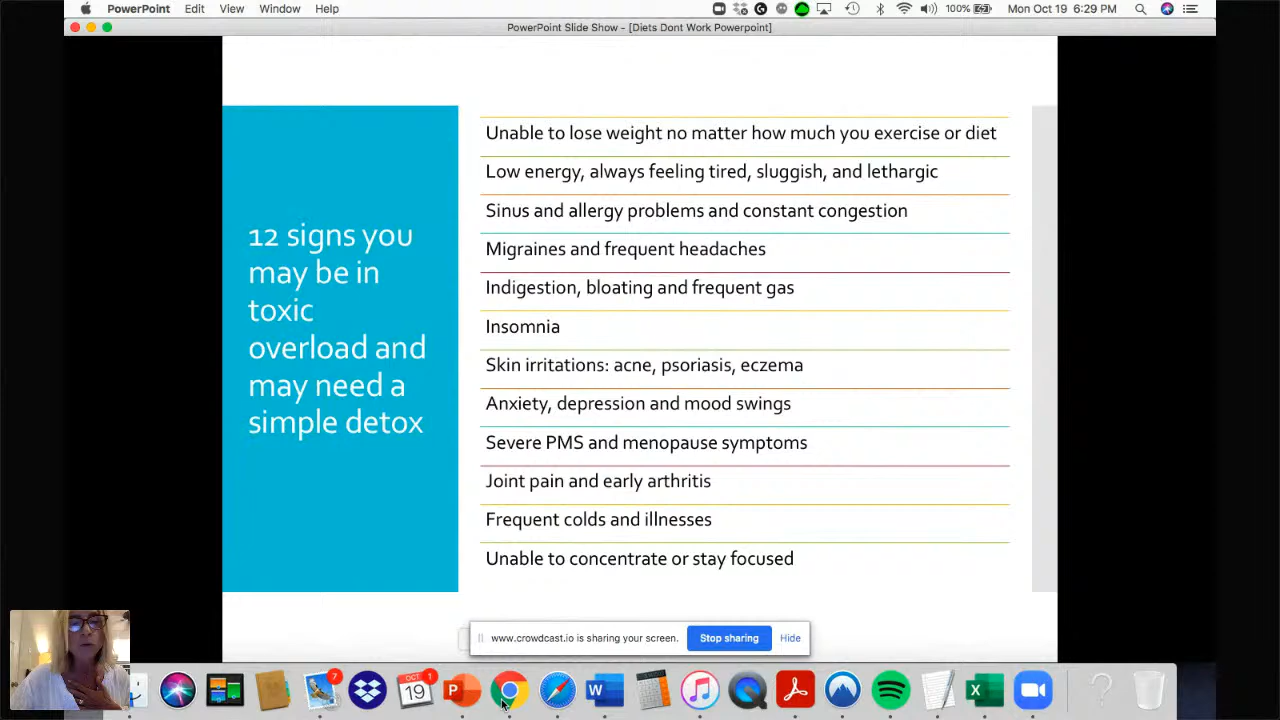 PowerPoint Edit View Window Help 100% Mon Oct 19 6:29 PM
PowerPoint Slide Show - [Diets Dont Work Powerpoint]
12 signs you
may be in
toxic
overload and
may need a
simple detox
Unable to lose weight no matter how much you exercise or diet
Low energy, always feeling tired, sluggish, and lethargic
Sinus and allergy problems and constant congestion
Migraines and frequent headaches
Indigestion, bloating and frequent gas
Insomnia
Skin irritations: acne, psoriasis, eczema
Anxiety, depression and mood swings
Severe PMS and menopause symptoms
Joint pain and early arthritis
Frequent colds and illnesses
Unable to concentrate or stay focused
www.crowdcast.io is sharing your screen. Stop sharing Hide
7
OCT 1
19
P
W
X
?